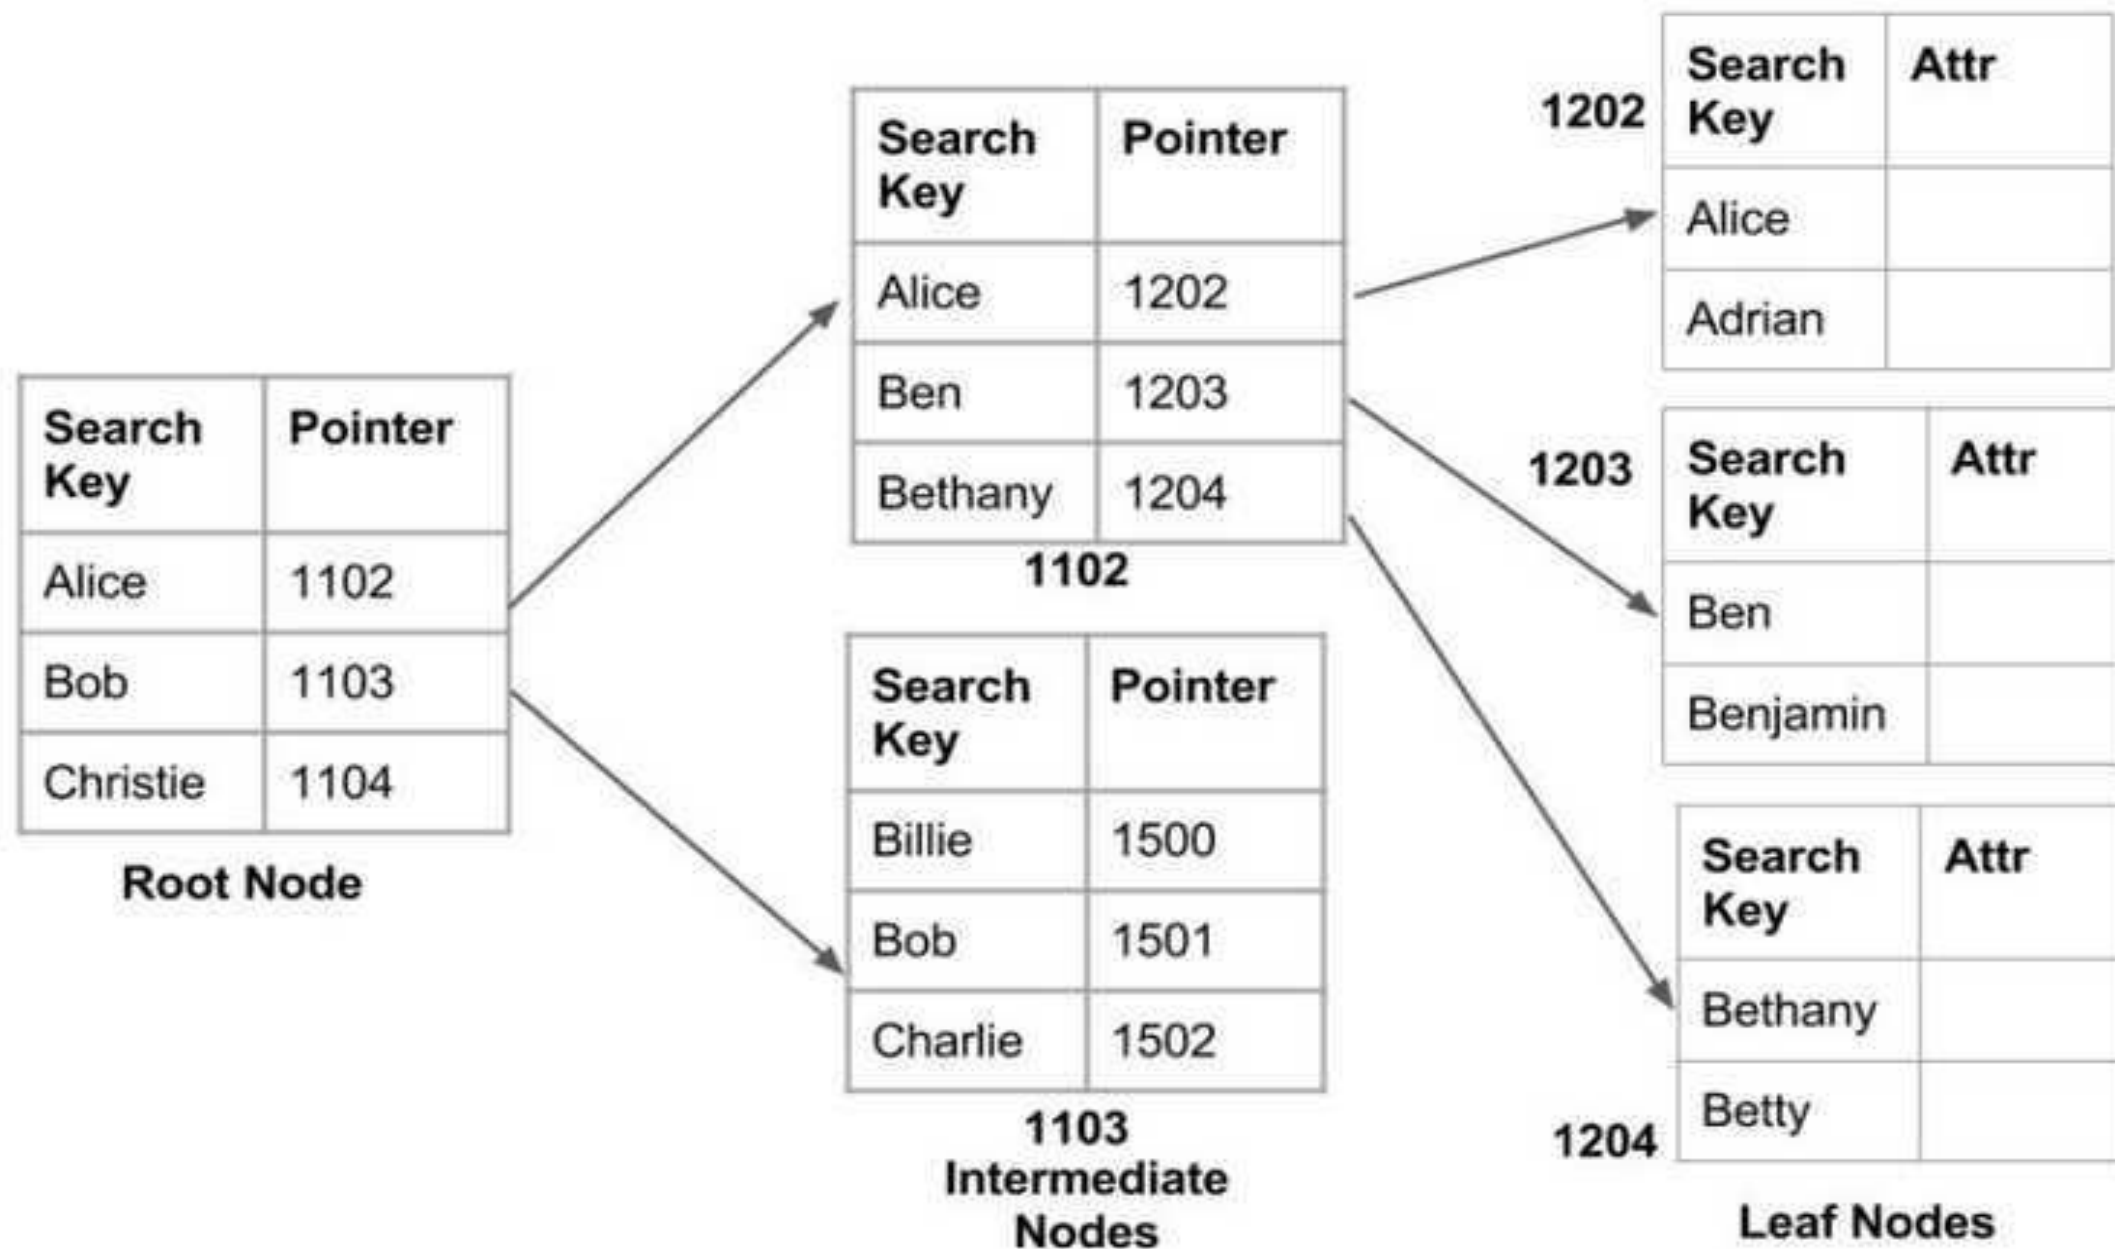 Search Key Pointer
Alice 1102
Bob 1103
Christie 1104
Root Node
Search Key Pointer
Alice 1202
Ben 1203
Bethany 1204
1102
Search Key Pointer
Billie 1500
Bob 1501
Charlie 1502
1103
Intermediate
Nodes
1202
Search Key Attr
Alice
Adrian
1203
Search Key Attr
Ben
Benjamin
Search Key Attr
Bethany
Betty
1204
Leaf Nodes